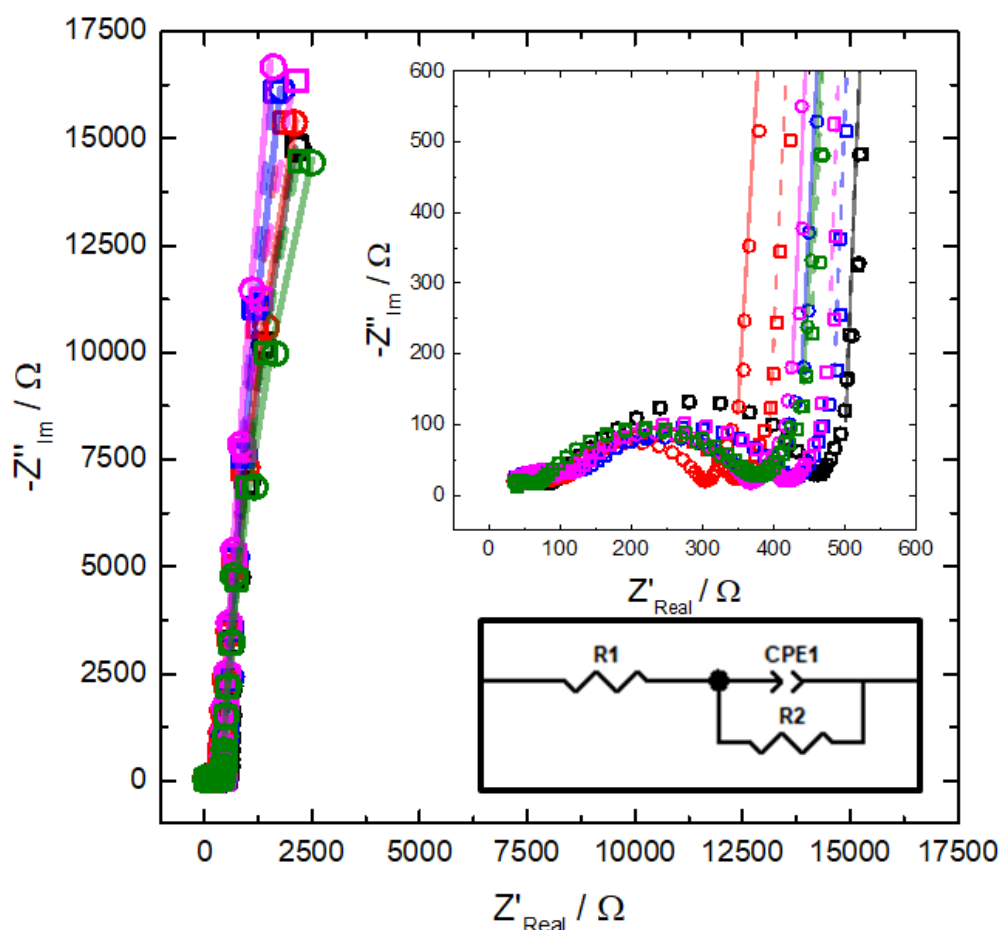 17500
15000
12500
10000
7500
5000
2500
0
-Z''Im / Ω
0 2500 5000 7500 10000 12500 15000 17500
Z'Real / Ω
600
500
400
300
200
100
0
-Z''Im / Ω
0 100 200 300 400 500 600
Z'Real / Ω
R1 CPE1
R2